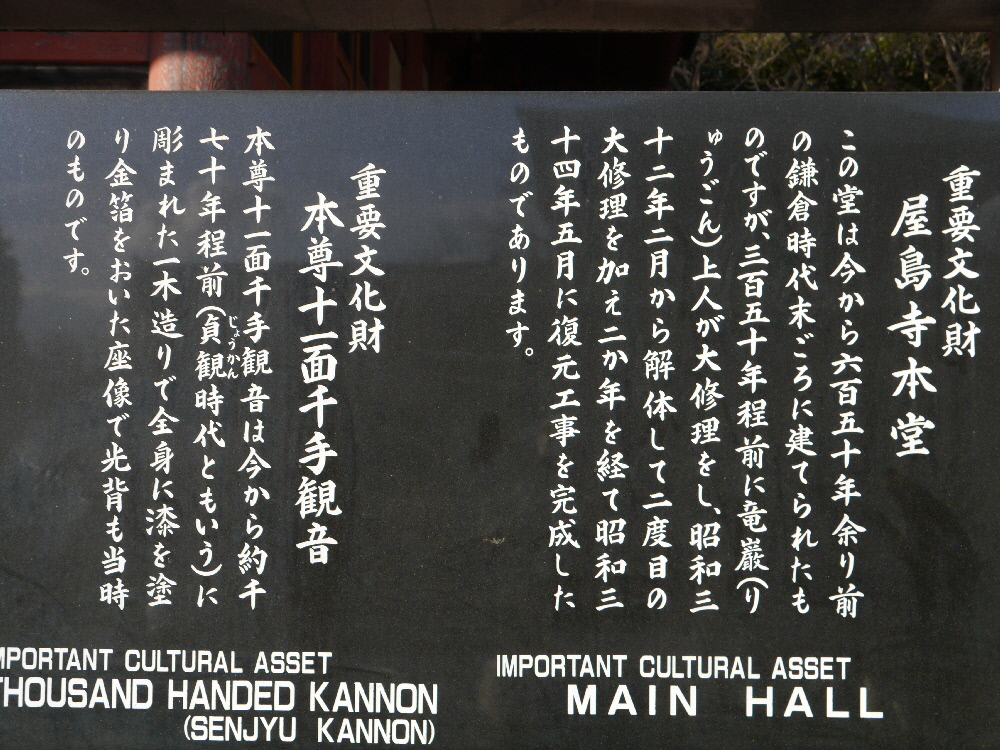 重要文化財
屋島寺本堂
この堂は今から六百五十年余り前
の鎌倉時代末ごろに建てられたも
のですが、三百五十年程前に竜巌(り
ゅうごん)上人が大修理をし、昭和三
十二年二月から解体して二度目の
大修理を加え二か年を経て昭和三
十四年五月に復元工事を完成した
ものであります。
重要文化財
本尊十一面千手観音
本尊十一面千手観音は今から約千
じょうかん
七十年程前(貞観時代ともいう)に
彫まれた一木造りで全身に漆を塗
り金箔をおいた座像で光背も当時
のものです。
IMPORTANT CULTURAL ASSET
MAIN HALL
MPORTANT CULTURAL ASSET
THOUSAND HANDED KANNON
(SENJYU KANNON)